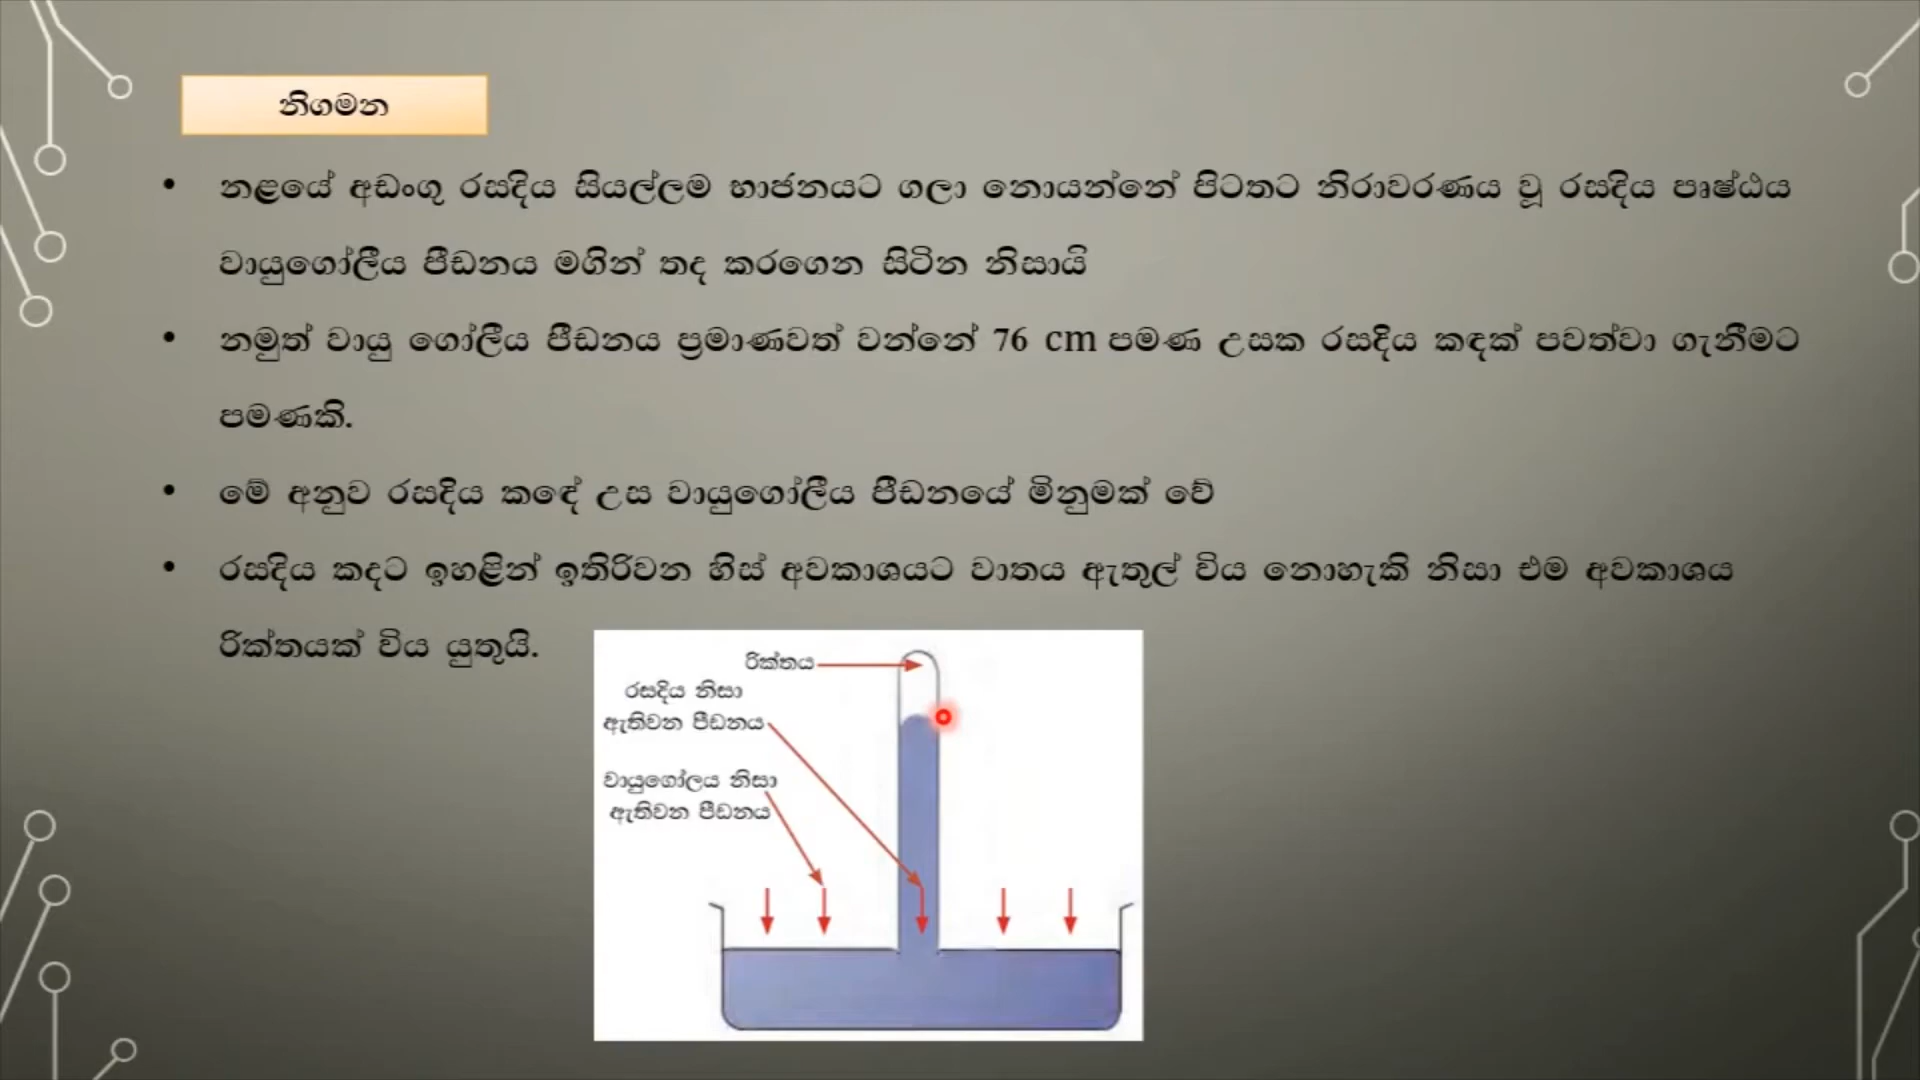 නිගමන
• නළයේ අඩංගු රසදිය සියල්ලම භාජනයට ගලා නොයන්නේ පිටතට නිරාවරණය වූ රසදිය පෘෂ්ඨය
වායුගෝලීය පීඩනය මගින් තද කරගෙන සිටින නිසායි
• නමුත් වායු ගෝලීය පීඩනය ප්‍රමාණවත් වන්නේ 76 cm පමණ උසක රසදිය කඳක් පවත්වා ගැනීමට
පමණකි.
• මේ අනුව රසදිය කඳේ උස වායුගෝලීය පීඩනයේ මිනුමක් වේ
• රසදිය කදට ඉහළින් ඉතිරිවන හිස් අවකාශයට වාතය ඇතුල් විය නොහැකි නිසා එම අවකාශය
රික්තයක් විය යුතුයි.
රික්තය
රසදිය නිසා
ඇතිවන පීඩනය
වායුගෝලය නිසා
ඇතිවන පීඩනය